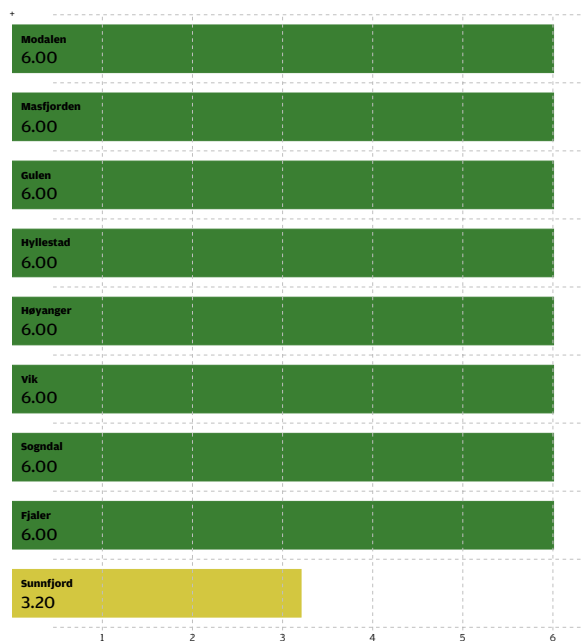 +
Modalen
6.00
Masfjorden
6.00
Gulen
6.00
Hyllestad
6.00
Høyanger
6.00
Vik
6.00
Sogndal
6.00
Fjaler
6.00
Sunnfjord
3.20
1 2 3 4 5 6